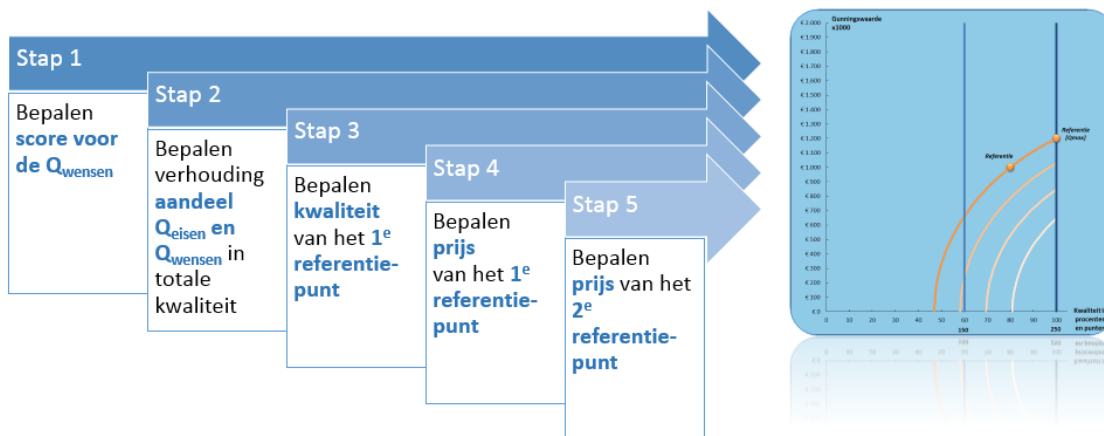 Stap 1
Bepalen
score voor
de Qwensen
Stap 2
Bepalen
verhouding
aandeel
Qeisen en
Qwensen in
totale
kwaliteit
Stap 3
Bepalen
kwaliteit
van het 1e
referentie-
punt
Stap 4
Bepalen
prijs
van het 1e
referentie-
punt
Stap 5
Bepalen
prijs van het
2e
referentie-
punt
Gunningswaarde
x1000
€ 2.000
€ 1.900
€ 1.800
€ 1.700
€ 1.600
€ 1.500
€ 1.400
€ 1.300
€ 1.200
€ 1.100
€ 1.000
€ 900
€ 800
€ 700
€ 600
€ 500
€ 400
€ 300
€ 200
€ 100
€ 0
Referentie
Referentie
(Qmax)
0 10 20 30 40 50 60 70 80 90 100
150 250
Kwaliteit i
procenten
en punten